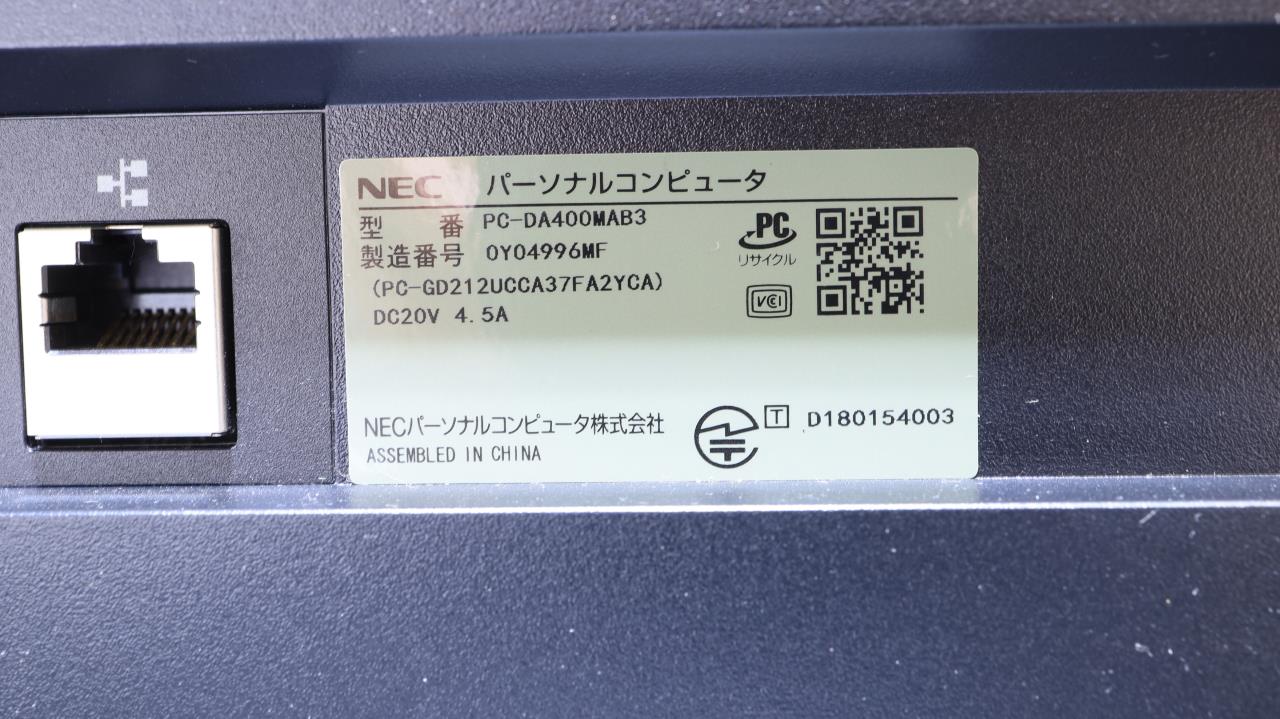 NEC パーソナルコンピュータ
型番 PC-DA400MAB3
製造番号 0Y04996MF
(PC-GD212UCCA37FA2YCA)
DC20V 4.5A
PC
リサイクル
VCCI
NECパーソナルコンピュータ株式会社
ASSEMBLED IN CHINA
T D180154003